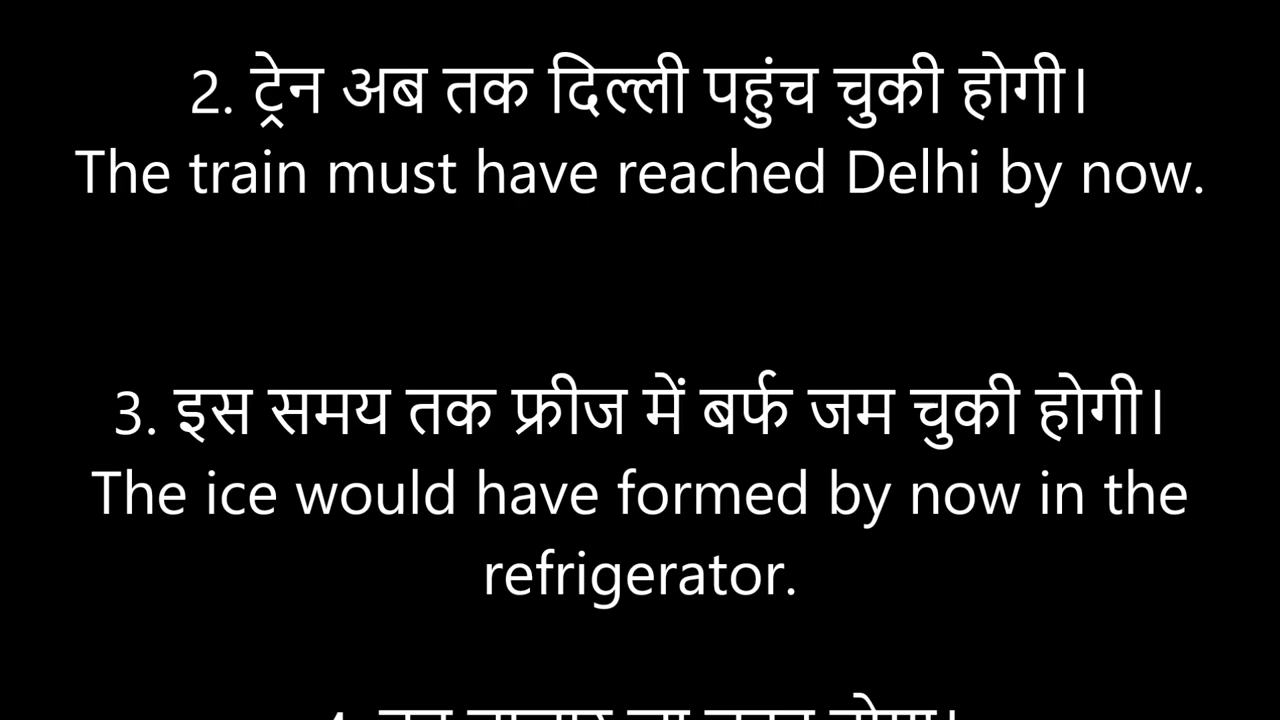 2. ट्रेन अब तक दिल्ली पहुंच चुकी होगी।
The train must have reached Delhi by now.
3. इस समय तक फ्रीज में बर्फ जम चुकी होगी।
The ice would have formed by now in the
refrigerator.